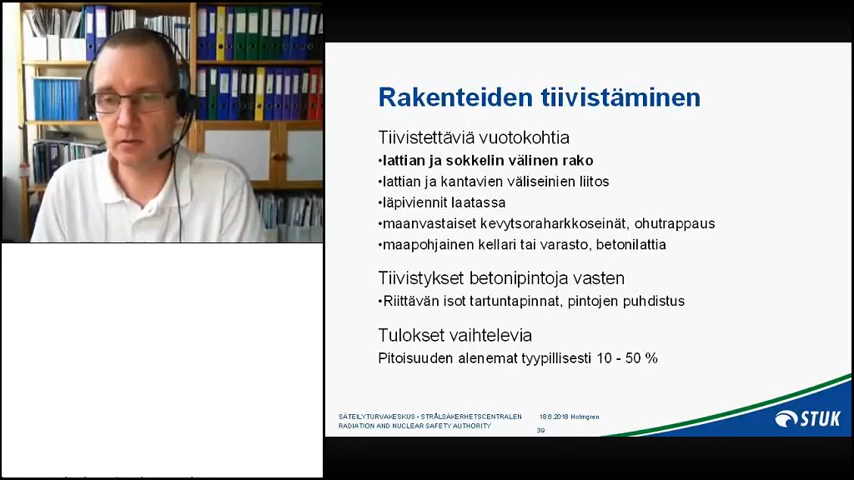 Rakenteiden tiivistäminen
Tiivistettäviä vuotokohtia
•lattian ja sokkelin välinen rako
•lattian ja kantavien väliseinien liitos
•läpiviennit laatassa
•maanvastaiset kevytsoraharkkoseinät, ohutrappaus
•maapohjainen kellari tai varasto, betonilattia
Tiivistykset betonipintoja vasten
•Riittävän isot tartuntapinnat, pintojen puhdistus
Tulokset vaihtelevia
Pitoisuuden alenemat tyypillisesti 10 - 50 %
SÄTEILYTURVAKESKUS • STRÅLSÄKERHETSCENTRALEN
RADIATION AND NUCLEAR SAFETY AUTHORITY
18.6.2018 Holmgren
39
STUK